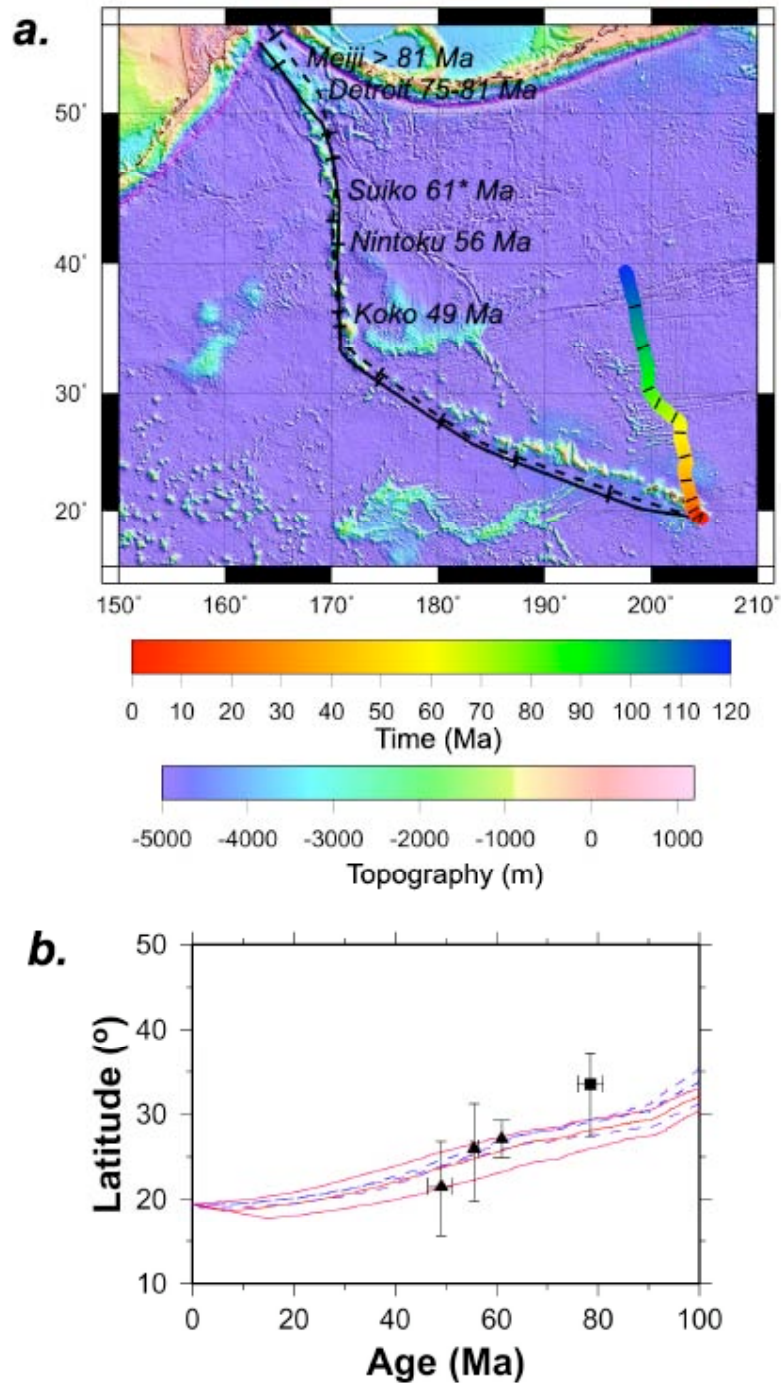 a.
Meiji > 81 Ma
Detroit 75-81 Ma
Suiko 61* Ma
Nintoku 56 Ma
Koko 49 Ma
50˚
40˚
30˚
20˚
150˚ 160˚ 170˚ 180˚ 190˚ 200˚ 210˚
0 10 20 30 40 50 60 70 80 90 100 110 120
Time (Ma)
-5000 -4000 -3000 -2000 -1000 0 1000
Topography (m)
b.
Latitude (º)
50
40
30
20
10
0 20 40 60 80 100
Age (Ma)